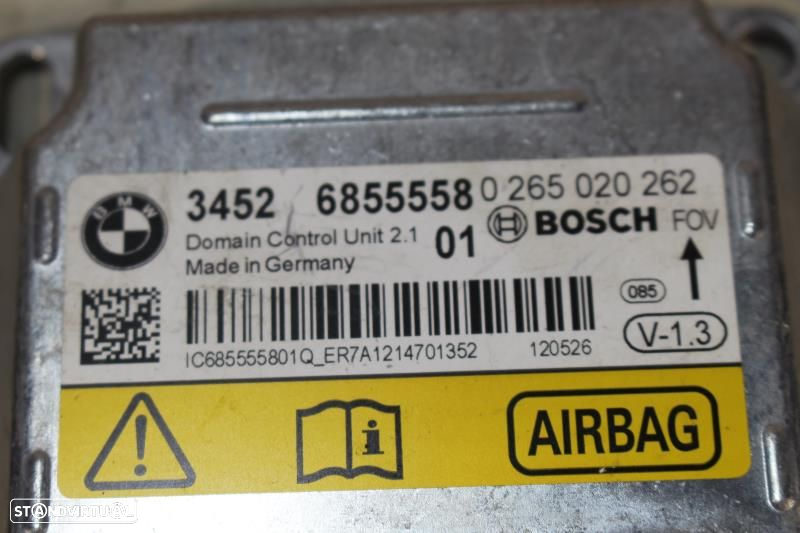 BMW
3452 6855558 0 265 020 262
Domain Control Unit 2.1 01 BOSCH FOV
Made in Germany
085
V-1.3
IC685555801Q_ER7A1214701352 120526
AIRBAG
STANDVIRTUAL